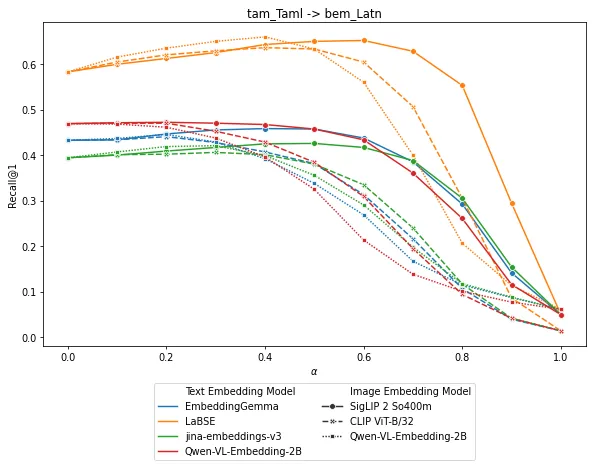 tam_Taml -> bem_Latn
Recall@1
0.6
0.5
0.4
0.3
0.2
0.1
0.0
0.0 0.2 0.4 0.6 0.8 1.0
α
Text Embedding Model Image Embedding Model
EmbeddingGemma SigLIP 2 So400m
LaBSE CLIP ViT-B/32
jina-embeddings-v3 Qwen-VL-Embedding-2B
Qwen-VL-Embedding-2B